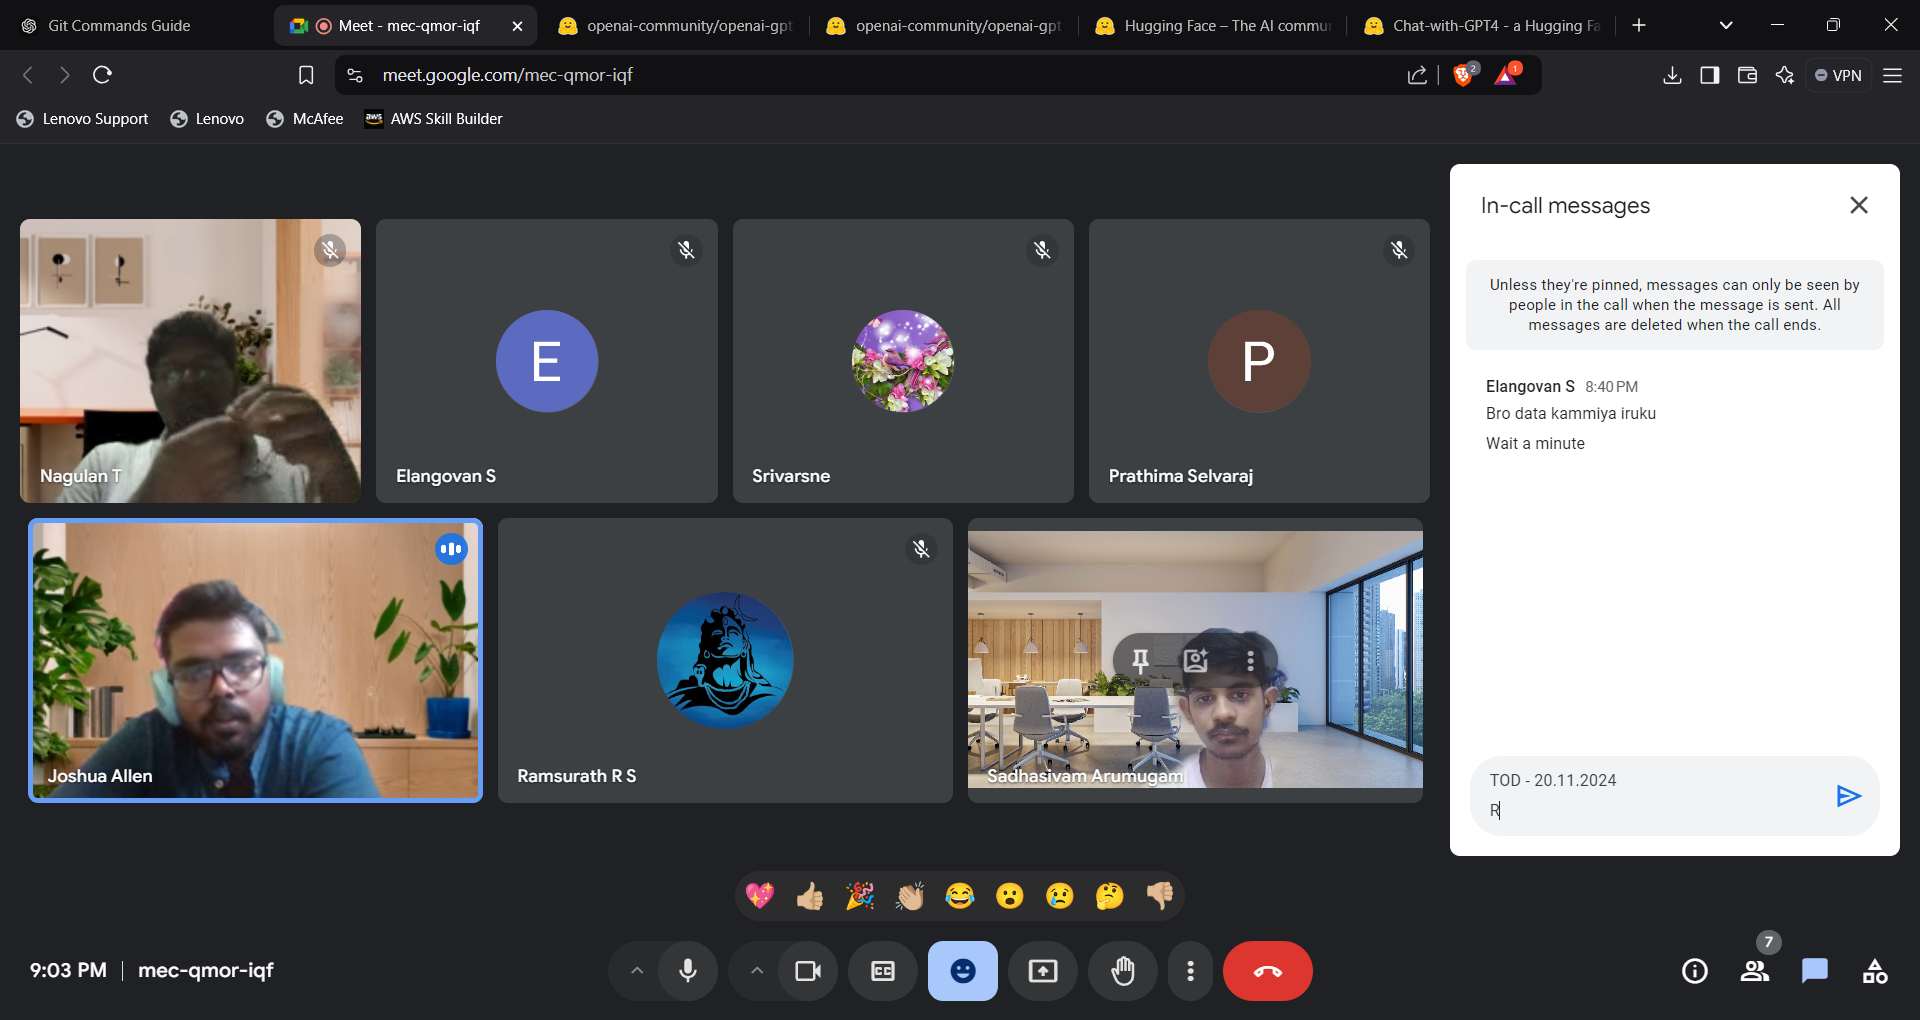 Git Commands Guide
Meet - mec-qmor-iqf
openai-community/openai-gpt
openai-community/openai-gpt
Hugging Face – The AI commu
Chat-with-GPT4 - a Hugging Fa
meet.google.com/mec-qmor-iqf
2
1
VPN
Lenovo Support
Lenovo
McAfee
aws
AWS Skill Builder
Nagulan T
E
Elangovan S
Srivarsne
P
Prathima Selvaraj
Joshua Allen
Ramsurath R S
Sadhasivam Arumugam
In-call messages
Unless they're pinned, messages can only be seen by
people in the call when the message is sent. All
messages are deleted when the call ends.
Elangovan S 8:40 PM
Bro data kammiya iruku
Wait a minute
TOD - 20.11.2024
R
9:03 PM
mec-qmor-iqf
CC
7